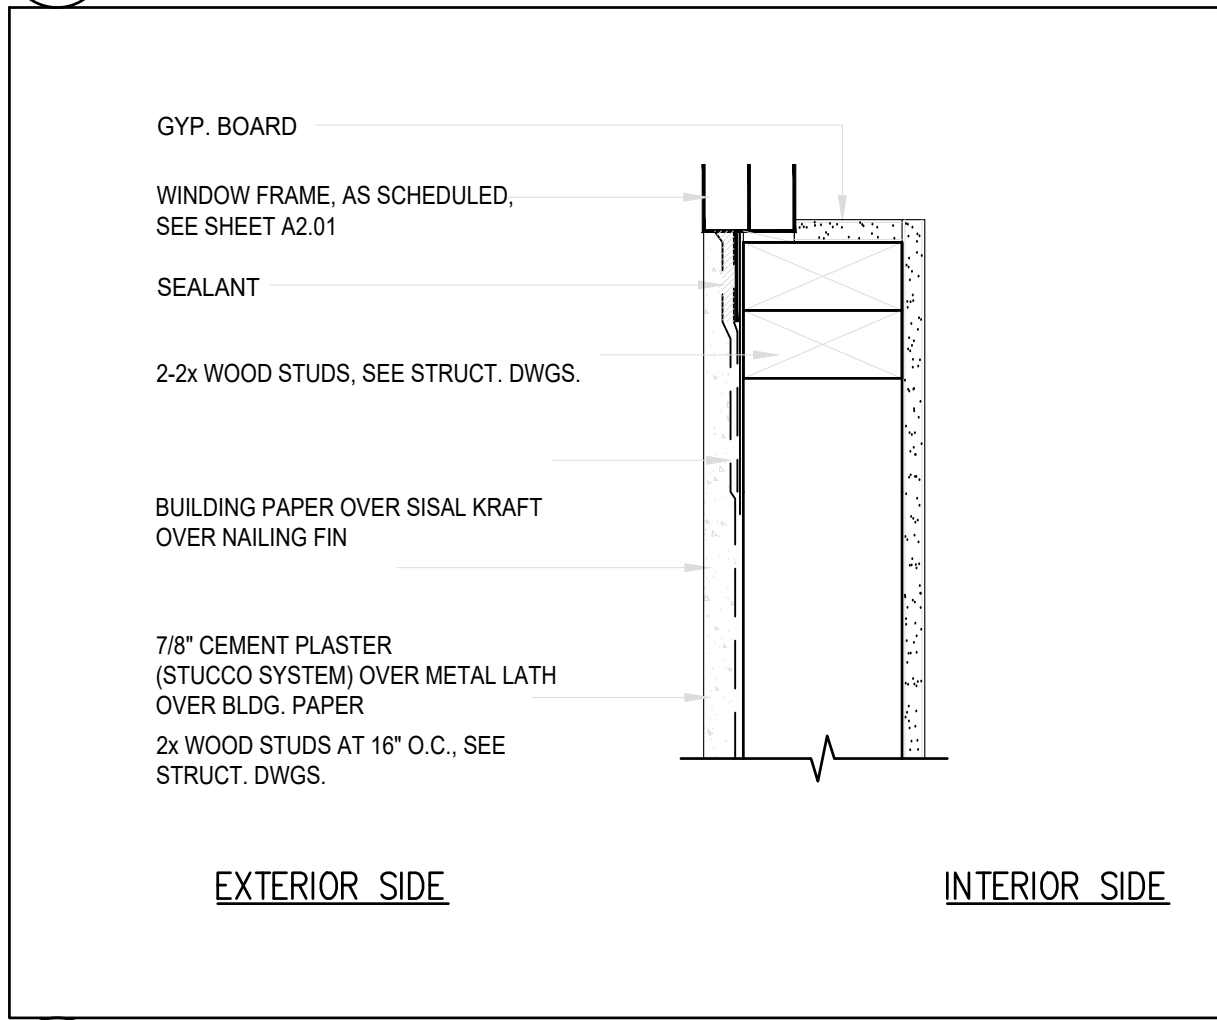 GYP. BOARD
WINDOW FRAME, AS SCHEDULED,
SEE SHEET A2.01
SEALANT
2-2x WOOD STUDS, SEE STRUCT. DWGS.
BUILDING PAPER OVER SISAL KRAFT
OVER NAILING FIN
7/8" CEMENT PLASTER
(STUCCO SYSTEM) OVER METAL LATH
OVER BLDG. PAPER
2x WOOD STUDS AT 16" O.C., SEE
STRUCT. DWGS.
EXTERIOR SIDE
INTERIOR SIDE